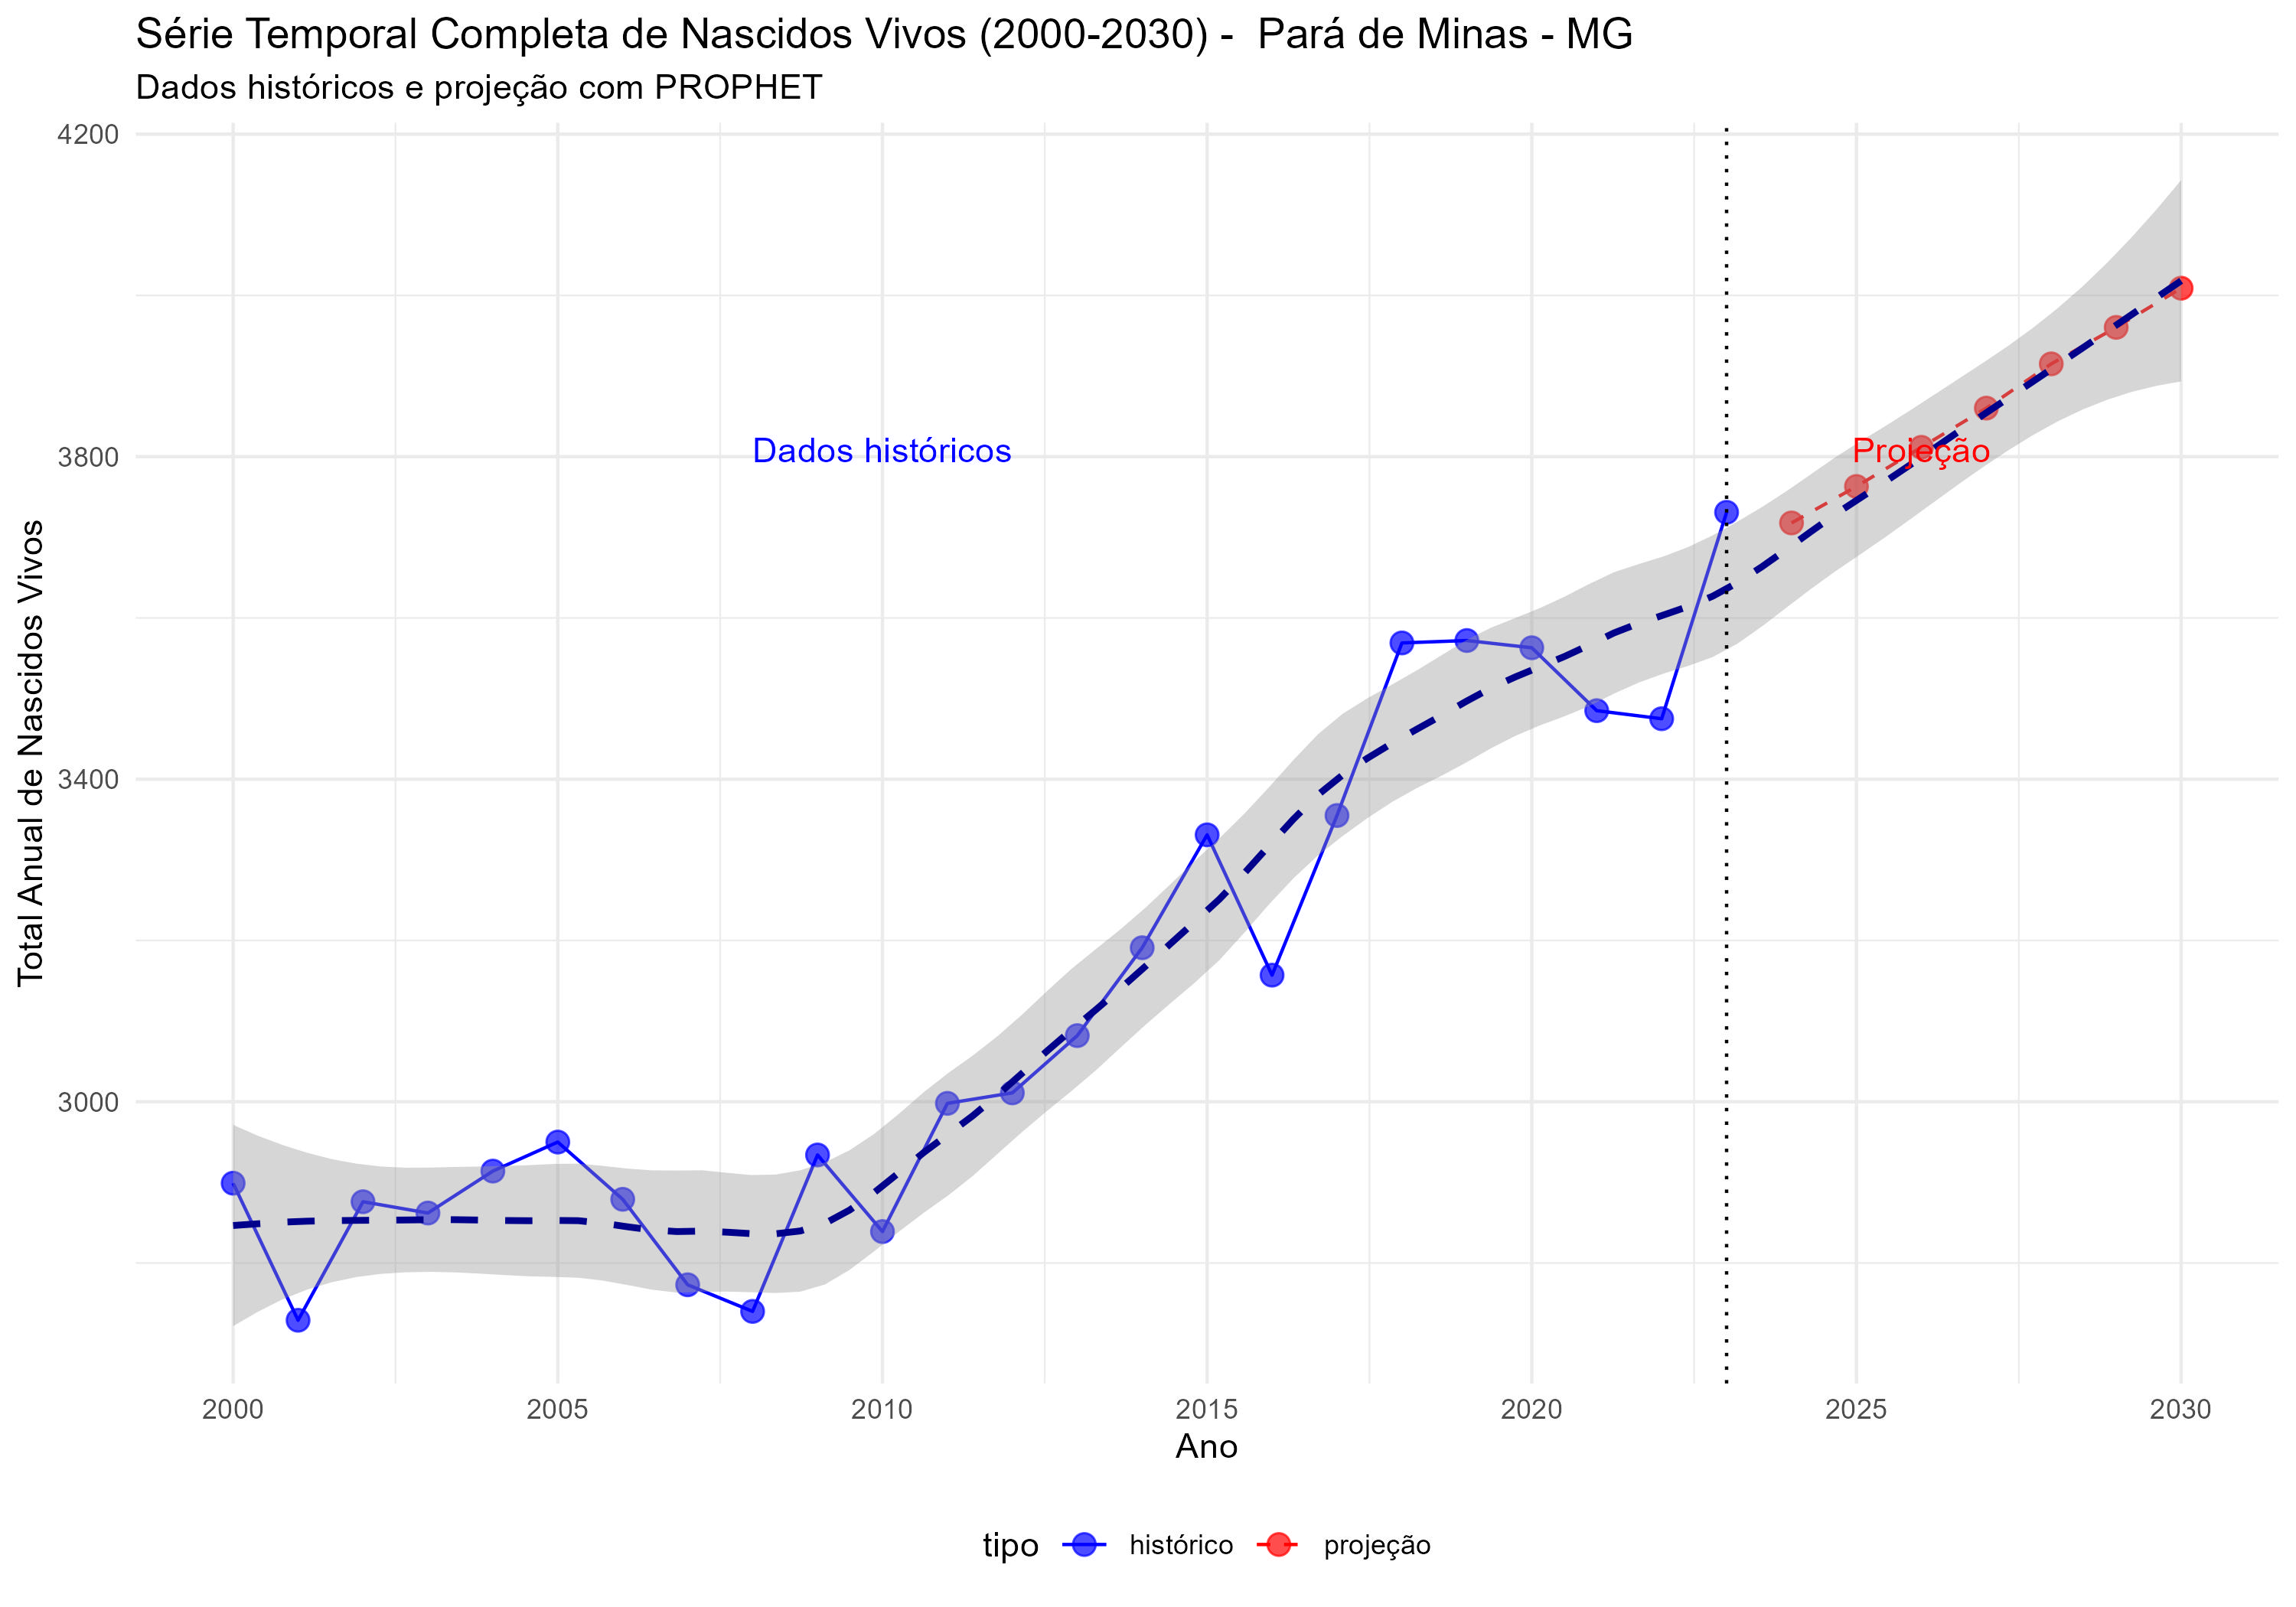 Série Temporal Completa de Nascidos Vivos (2000-2030) -  Pará de Minas - MG
Dados históricos e projeção com PROPHET
Total Anual de Nascidos Vivos
4200
3800
3400
3000
Dados históricos
Projeção
2000 2005 2010 2015 2020 2025 2030
Ano
tipo histórico projeção